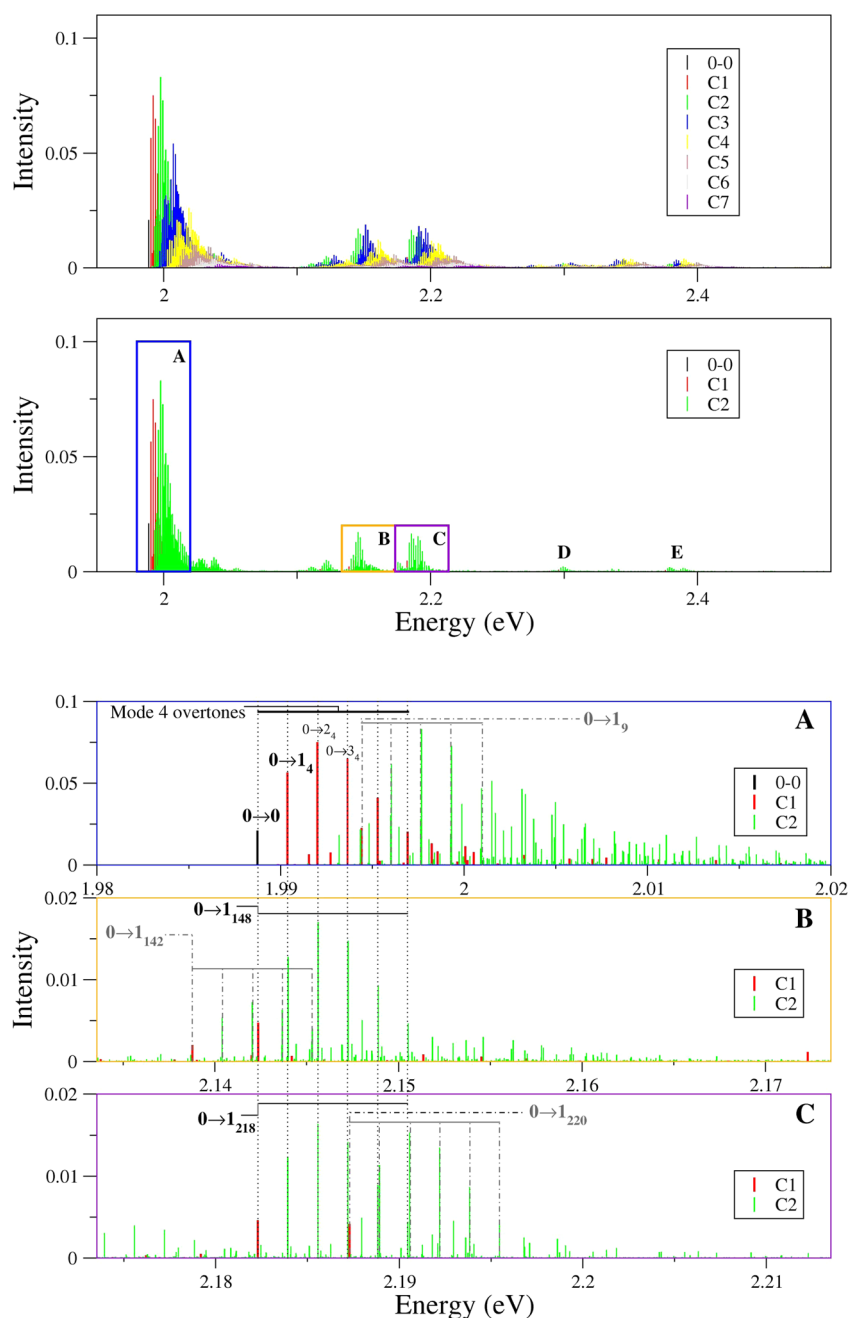 0.1
0.05
0
Intensity
2
2.2
2.4
0-0
C1
C2
C3
C4
C5
C6
C7
0.1
0.05
0
Intensity
A
B
C
D
E
0-0
C1
C2
2
2.2
2.4
Energy (eV)
0.1
0.05
0
Intensity
Mode 4 overtones
0→0
0→1₄
0→2₄
0→3₄
0→1₉
A
0-0
C1
C2
1.98
1.99
2
2.01
2.02
0.02
0.01
0
Intensity
0→1₁₄₈
0→1₁₄₂
B
C1
C2
2.14
2.15
2.16
2.17
0.02
0.01
0
Intensity
0→1₂₁₈
0→1₂₂₀
C
C1
C2
2.18
2.19
2.2
2.21
Energy (eV)